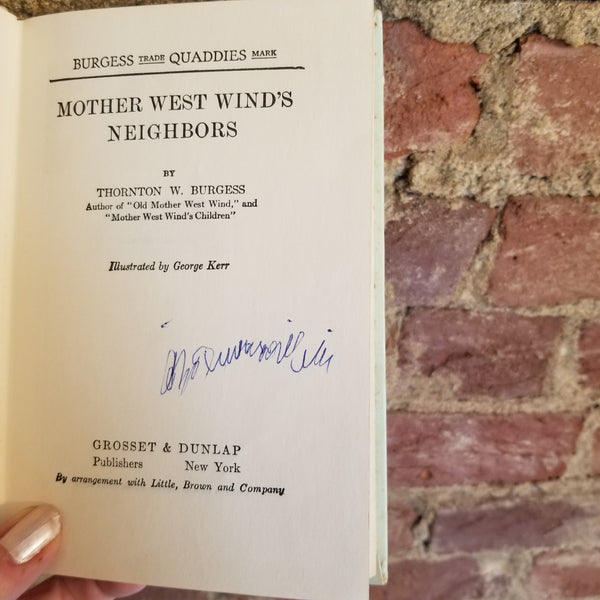 BURGESS TRADE QUADDIES MARK
MOTHER WEST WIND'S
NEIGHBORS
BY
THORNTON W. BURGESS
Author of "Old Mother West Wind," and
"Mother West Wind's Children"
Illustrated by George Kerr
GROSSET & DUNLAP
Publishers New York
By arrangement with Little, Brown and Company